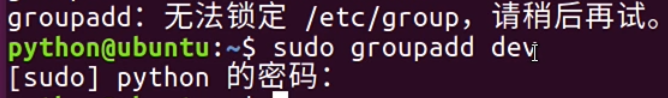 groupadd：无法锁定 /etc/group，请稍后再试。
python@ubuntu:~$ sudo groupadd dev
[sudo] python 的密码：